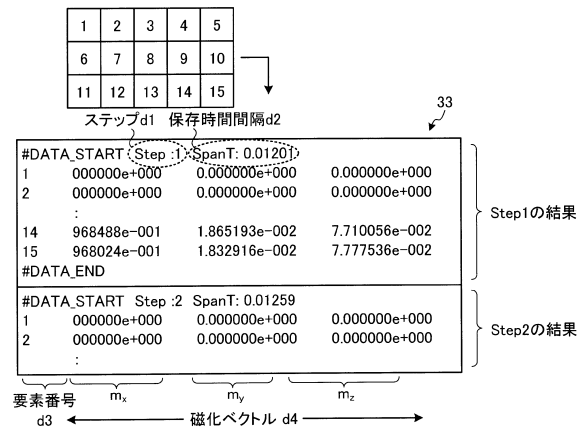 1 2 3 4 5
6 7 8 9 10
11 12 13 14 15
ステップd1 保存時間間隔d2
33
#DATA_START Step :1 SpanT: 0.01201
1 000000e+000 0.000000e+000 0.000000e+000
2 000000e+000 0.000000e+000 0.000000e+000
:
14 968488e-001 1.865193e-002 7.710056e-002
15 968024e-001 1.832916e-002 7.777536e-002
#DATA_END
Step1の結果
#DATA_START Step :2 SpanT: 0.01259
1 000000e+000 0.000000e+000 0.000000e+000
2 000000e+000 0.000000e+000 0.000000e+000
:
Step2の結果
要素番号 mx my mz
d3 磁化ベクトル d4